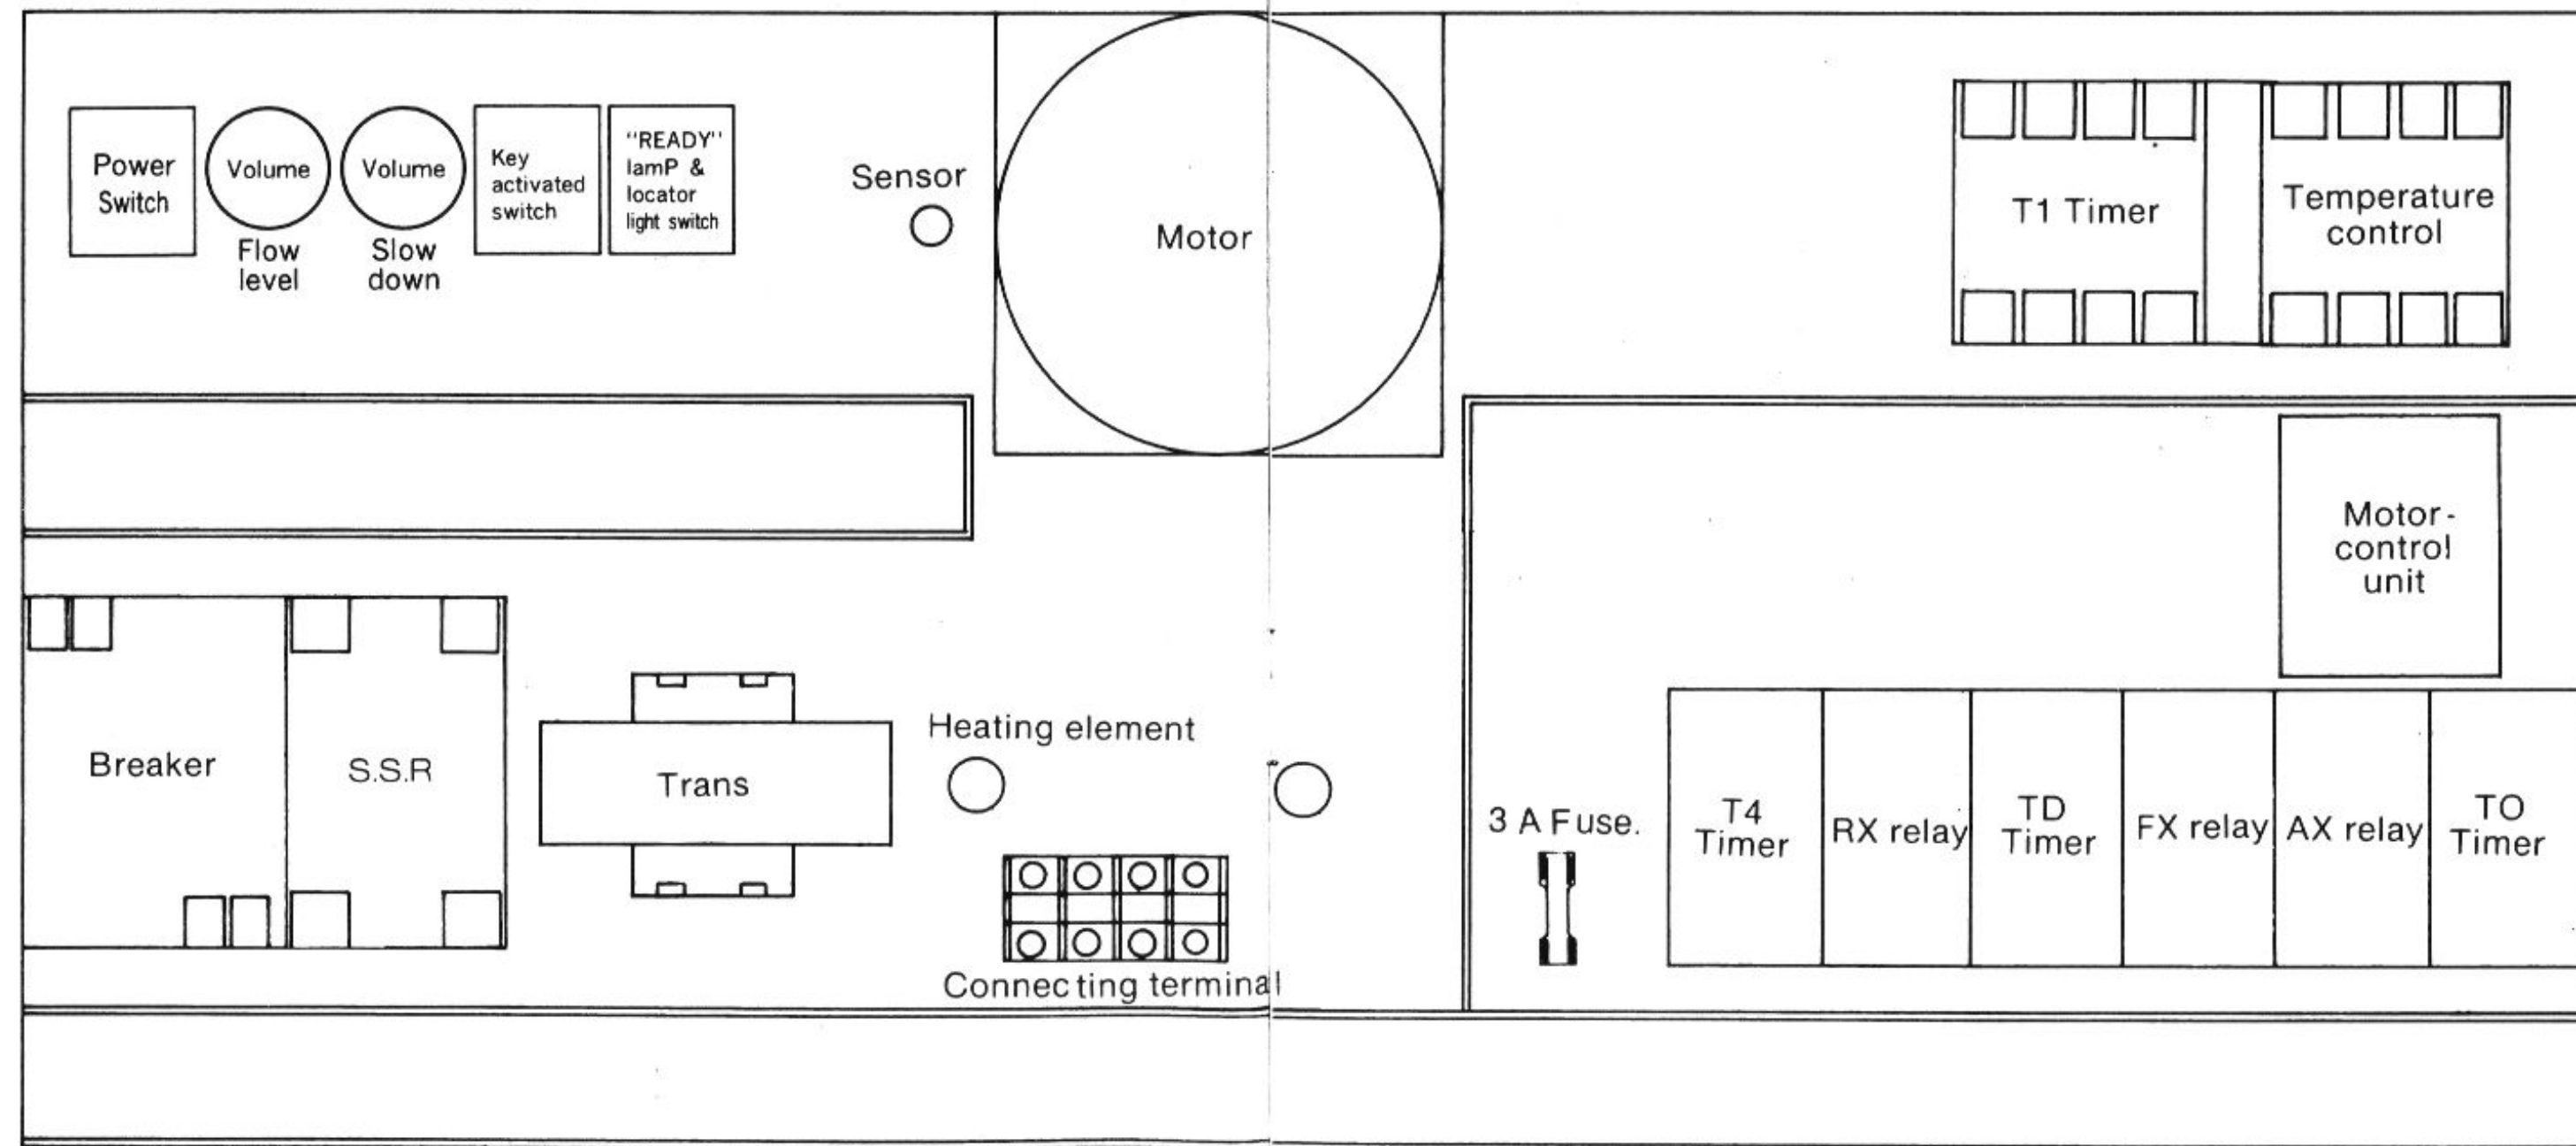 Power
Switch
Volume
Flow
level
Volume
Slow
down
Key
activated
switch
"READY"
lamP &
locator
light switch
Sensor
Motor
T1 Timer
Temperature
control
Motor-
control
unit
Breaker
S.S.R
Trans
Heating element
Connecting terminal
3 A Fuse.
T4
Timer
RX relay
TD
Timer
FX relay
AX relay
TO
Timer